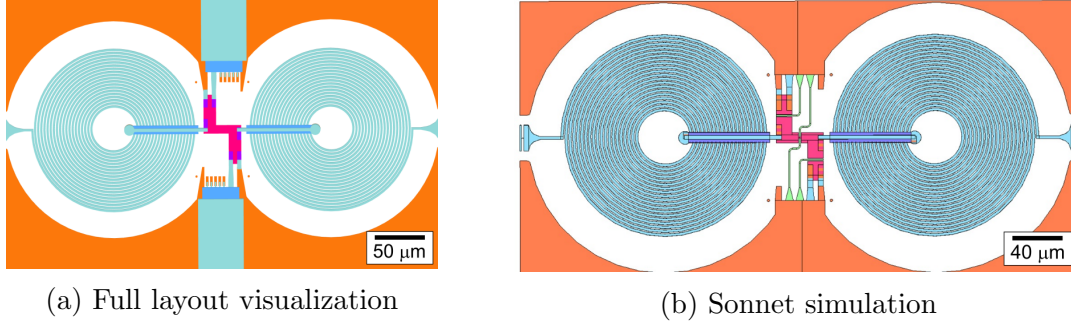 50 μm
40 μm
(a) Full layout visualization
(b) Sonnet simulation